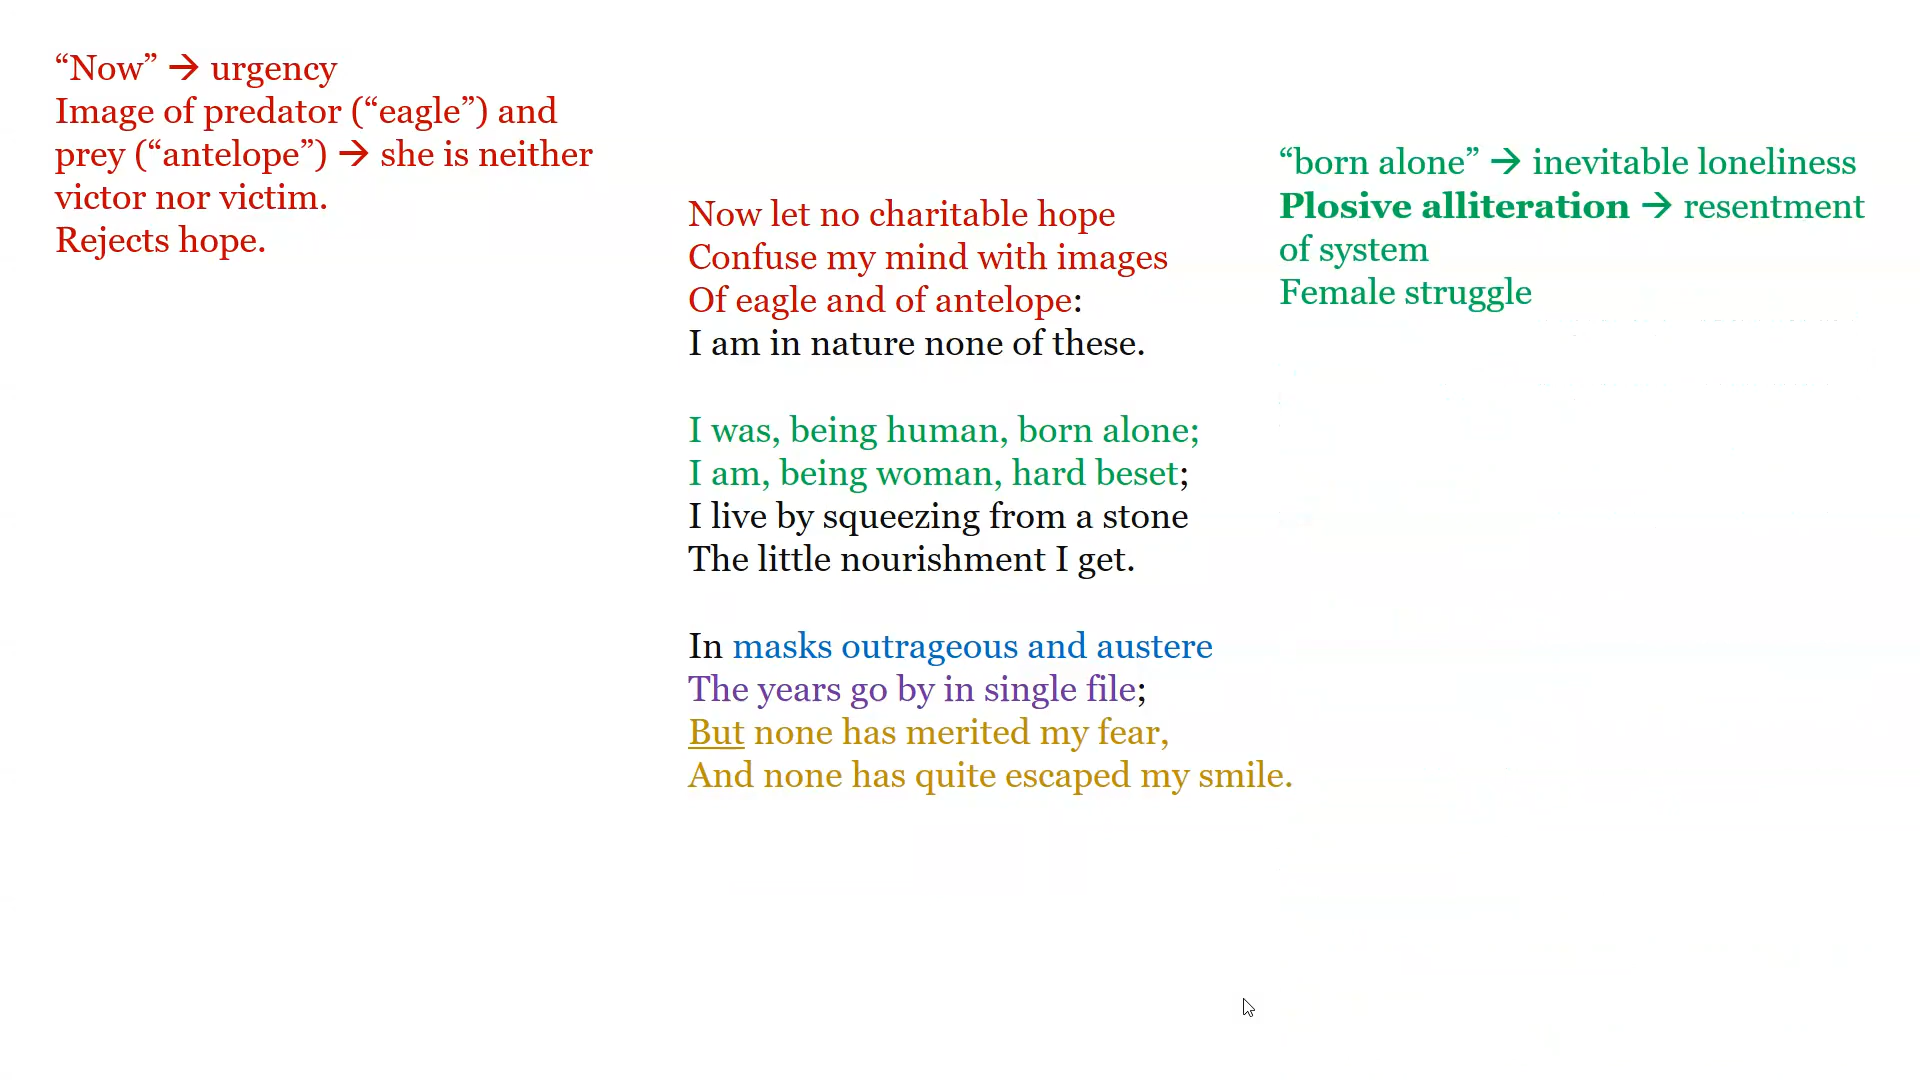 “Now” → urgency
Image of predator (“eagle”) and
prey (“antelope”) → she is neither
victor nor victim.
Rejects hope.
Now let no charitable hope
Confuse my mind with images
Of eagle and of antelope:
I am in nature none of these.
I was, being human, born alone;
I am, being woman, hard beset;
I live by squeezing from a stone
The little nourishment I get.
In masks outrageous and austere
The years go by in single file;
But none has merited my fear,
And none has quite escaped my smile.
“born alone” → inevitable loneliness
Plosive alliteration → resentment
of system
Female struggle